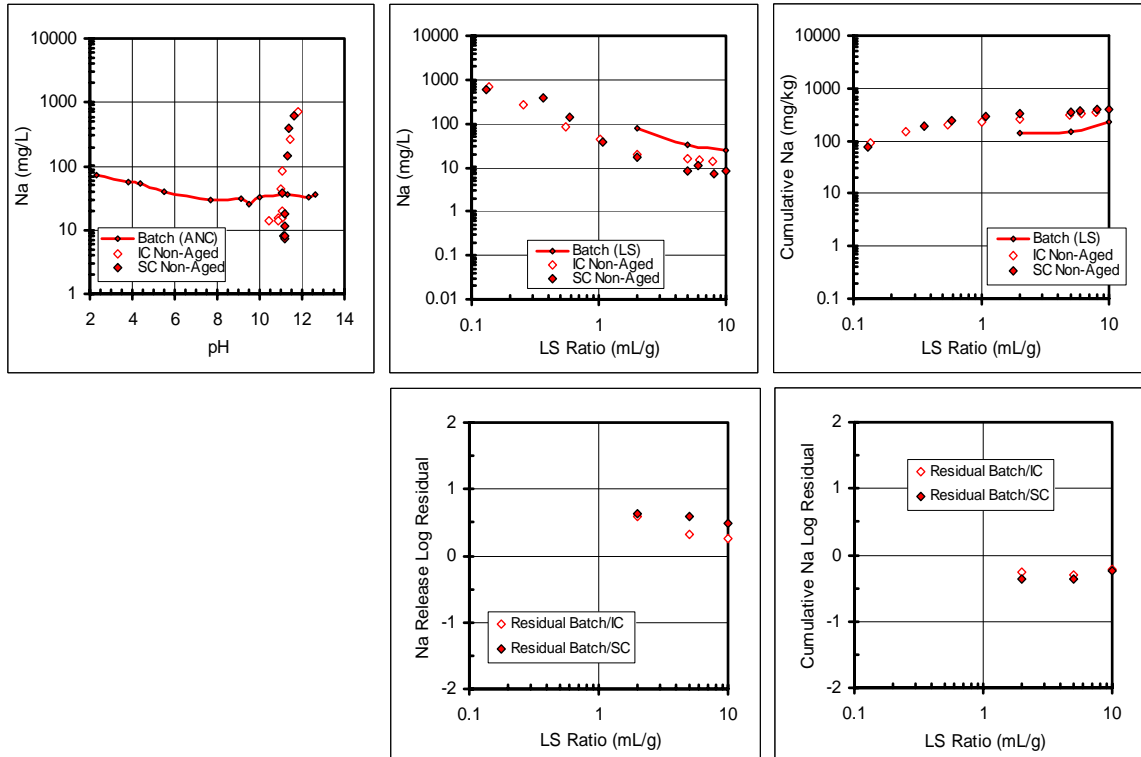 10000
1000
100
10
1
Na (mg/L)
Batch (ANC)
IC Non-Aged
SC Non-Aged
2 4 6 8 10 12 14
pH
10000
1000
100
10
1
0.1
0.01
Na (mg/L)
Batch (LS)
IC Non-Aged
SC Non-Aged
0.1 1 10
LS Ratio (mL/g)
10000
1000
100
10
1
0.1
Cumulative Na (mg/kg)
Batch (LS)
IC Non-Aged
SC Non-Aged
0.1 1 10
LS Ratio (mL/g)
2
1
0
-1
-2
Na Release Log Residual
Residual Batch/IC
Residual Batch/SC
0.1 1 10
LS Ratio (mL/g)
2
1
0
-1
-2
Cumulative Na Log Residual
Residual Batch/IC
Residual Batch/SC
0.1 1 10
LS Ratio (mL/g)